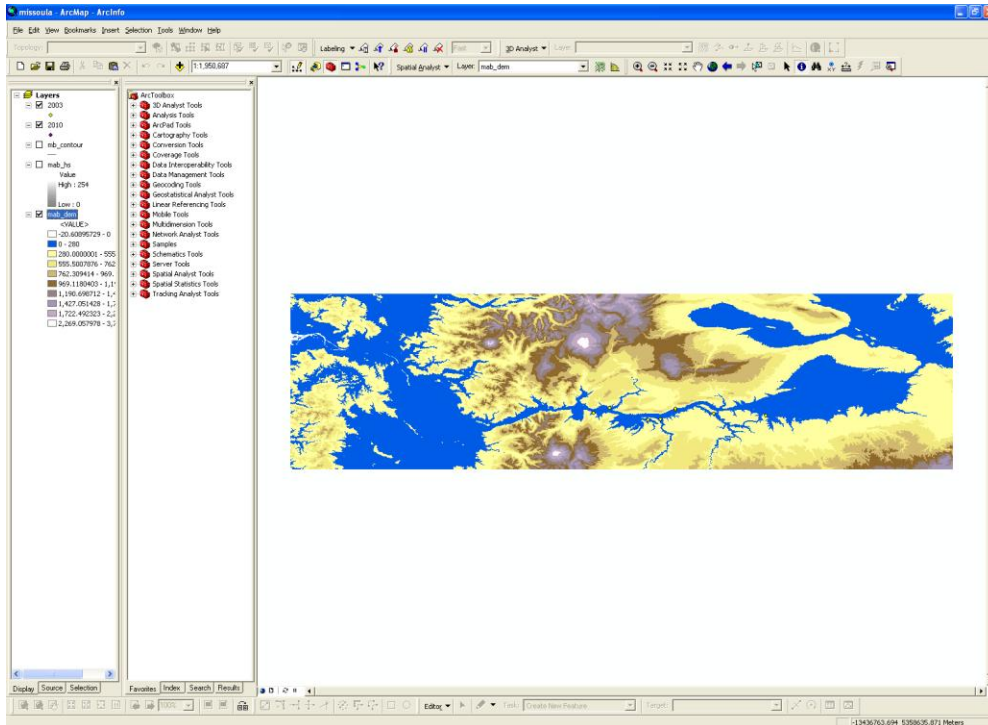 missoula - ArcMap - ArcInfo
File Edit View Bookmarks Insert Selection Tools Window Help
Topology:
Labeling
Fast
3D Analyst
Layer:
1:1,950,687
Spatial Analyst
Layer: mab_dem
Layers
2003
2010
mb_contour
mab_hs
Value
High : 254
Low : 0
mab_dem
<VALUE>
-20.60895729 - 0
0 - 280
280.0000001 - 555
555.5007876 - 762
762.309414 - 969.
969.1180403 - 1,1
1,190.698712 - 1,
1,427.051428 - 1,
1,722.492323 - 2,
2,269.057978 - 3,
Display Source Selection
ArcToolbox
3D Analyst Tools
Analysis Tools
ArcPad Tools
Cartography Tools
Conversion Tools
Coverage Tools
Data Interoperability Tools
Data Management Tools
Geocoding Tools
Geostatistical Analyst Tools
Linear Referencing Tools
Mobile Tools
Multidimension Tools
Network Analyst Tools
Samples
Schematics Tools
Server Tools
Spatial Analyst Tools
Spatial Statistics Tools
Tracking Analyst Tools
Favorites Index Search Results
100%
Editor
Task: Create New Feature
Target:
-13436763.694 5358635.871 Meters